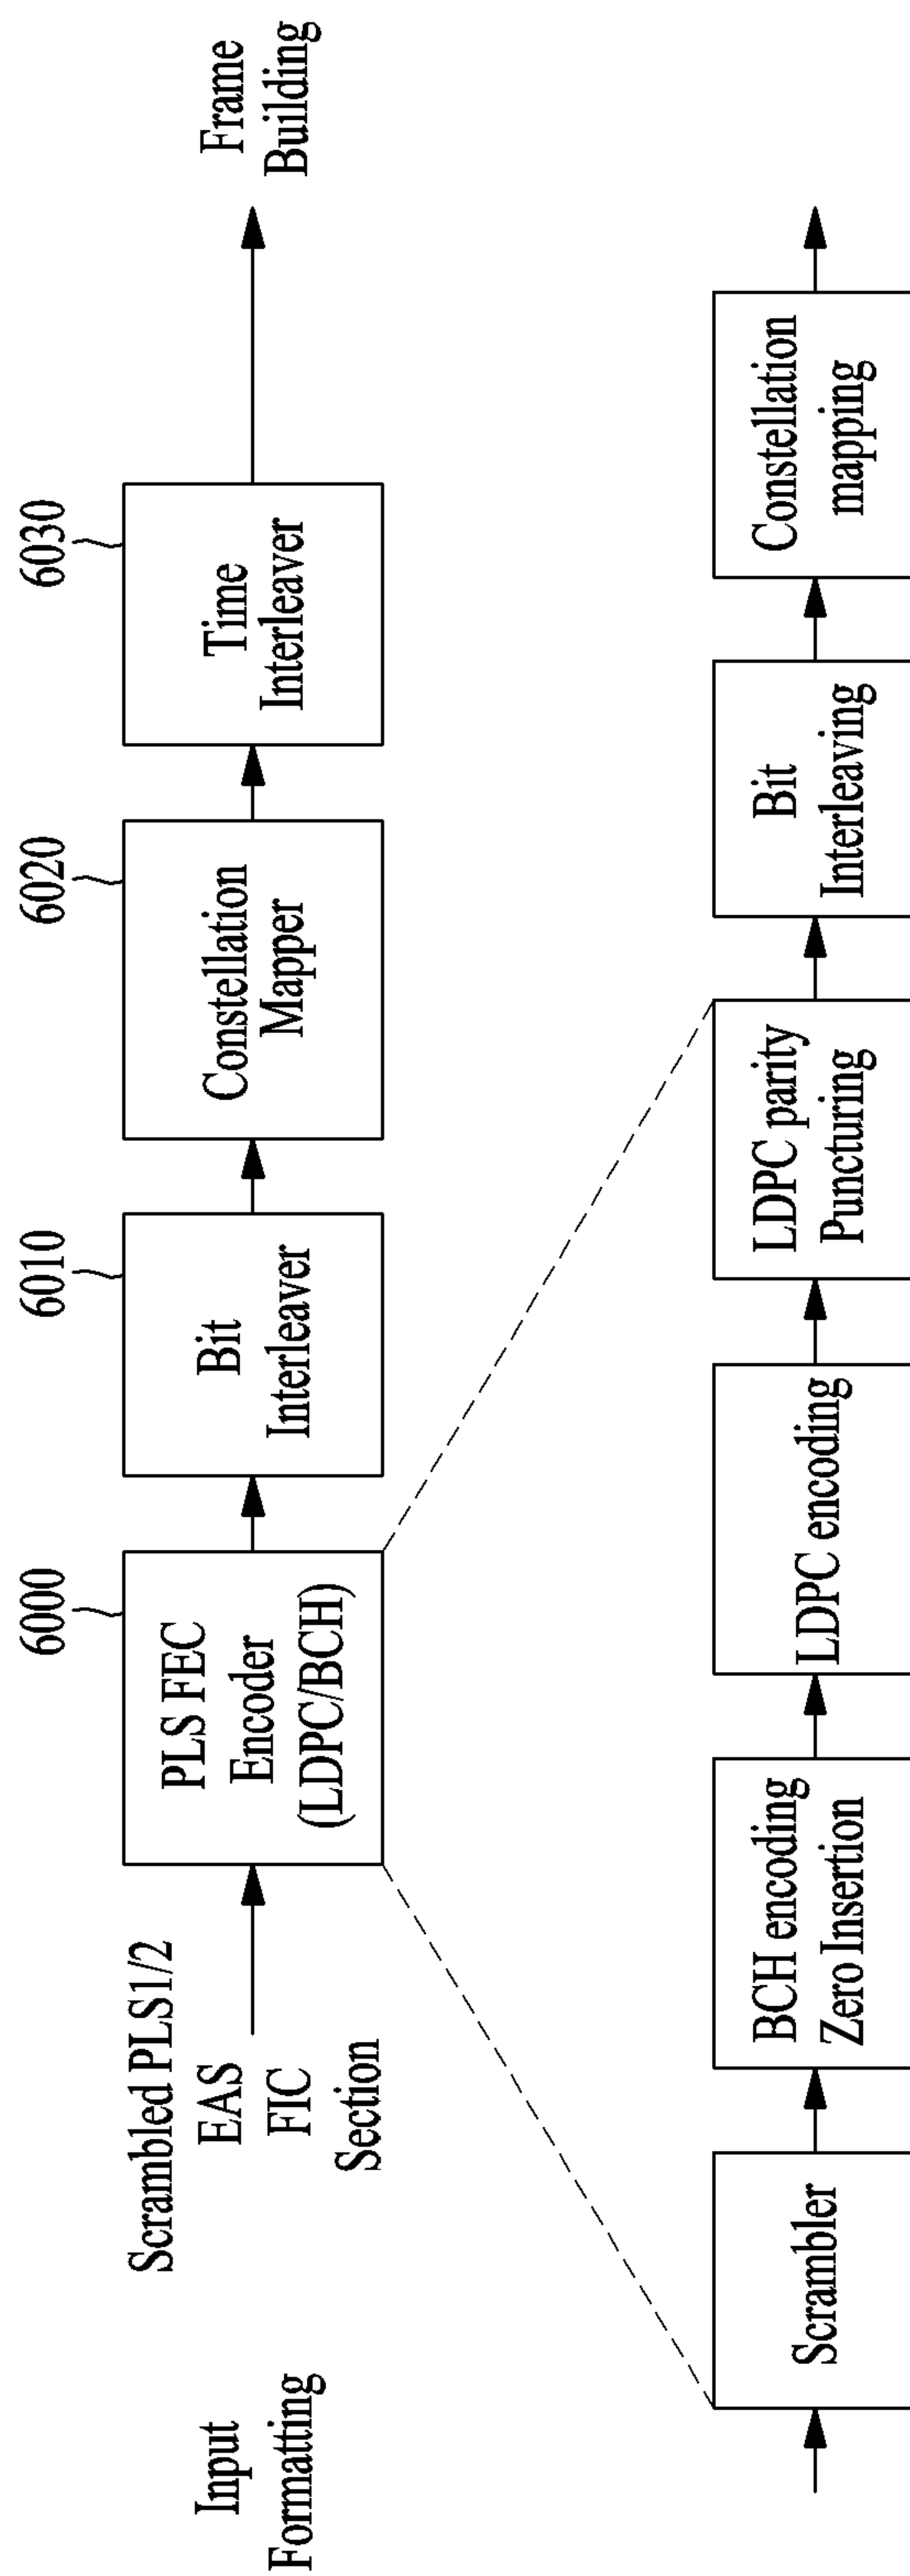 Input
Formatting
Scrambled PLS1/2
EAS
FIC
Section
6000
PLS FEC
Encoder
(LDPC/BCH)
6010
Bit
Interleaver
6020
Constellation
Mapper
6030
Time
Interleaver
Frame
Building
Scrambler
BCH encoding
Zero Insertion
LDPC encoding
LDPC parity
Puncturing
Bit
Interleaving
Constellation
mapping